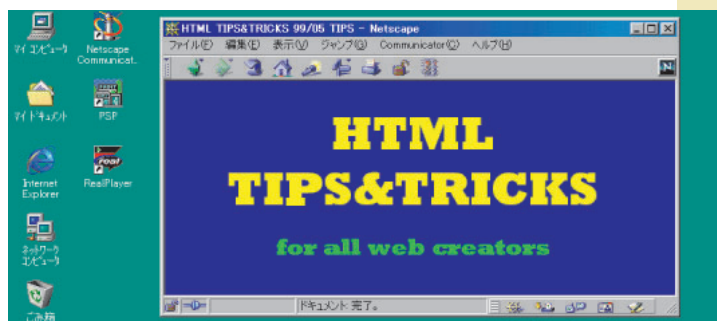 マイ コンピュータ
Netscape
Communicat..
マイ ドキュメント
PSP
Internet
Explorer
RealPlayer
ネットワーク
コンピュータ
ごみ箱
HTML TIPS&TRICKS 99/05 TIPS - Netscape
ファイル(F) 編集(E) 表示(V) ジャンプ(G) Communicator(C) ヘルプ(H)
HTML
TIPS&TRICKS
for all web creators
ドキュメント: 完了。